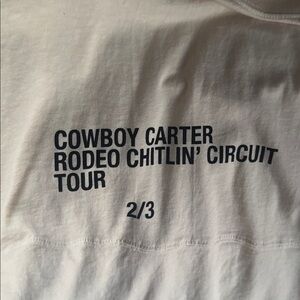 COWBOY CARTER
RODEO CHITLIN' CIRCUIT
TOUR
2/3